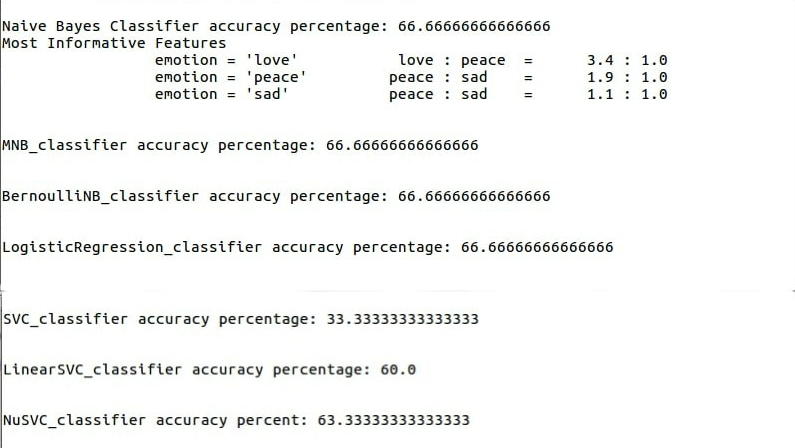 Naive Bayes Classifier accuracy percentage: 66.66666666666666
Most Informative Features
emotion = 'love' love : peace = 3.4 : 1.0
emotion = 'peace' peace : sad = 1.9 : 1.0
emotion = 'sad' peace : sad = 1.1 : 1.0
MNB_classifier accuracy percentage: 66.66666666666666
BernoulliNB_classifier accuracy percentage: 66.66666666666666
LogisticRegression_classifier accuracy percentage: 66.66666666666666
SVC_classifier accuracy percentage: 33.33333333333333
LinearSVC_classifier accuracy percentage: 60.0
NuSVC_classifier accuracy percent: 63.33333333333333